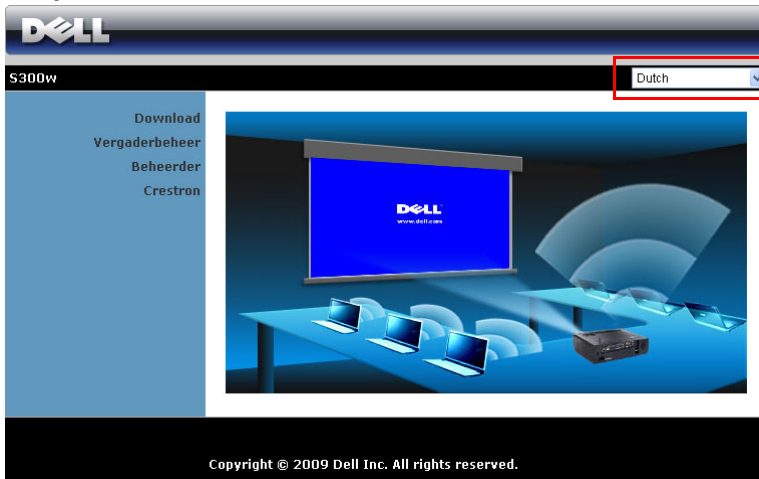 DELL
S300w
Dutch
Download
Vergaderbeheer
Beheerder
Crestron
DELL
www.dell.com
Copyright © 2009 Dell Inc. All rights reserved.